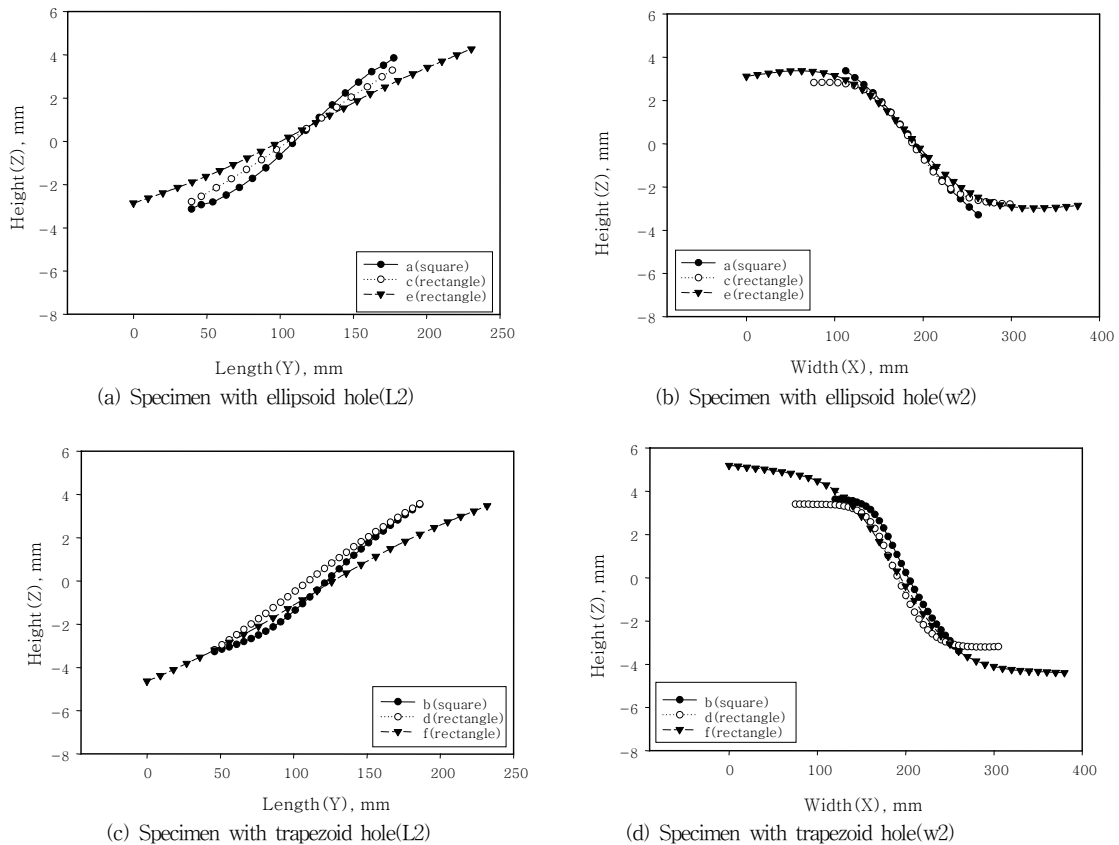 6
4
2
0
−2
−4
−6
−8
Height(Z), mm
a(square)
c(rectangle)
e(rectangle)
0 50 100 150 200 250
Length(Y), mm
(a) Specimen with ellipsoid hole(L2)
6
4
2
0
−2
−4
−6
−8
Height(Z), mm
a(square)
c(rectangle)
e(rectangle)
0 100 200 300 400
Width(X), mm
(b) Specimen with ellipsoid hole(w2)
6
4
2
0
−2
−4
−6
−8
Height(Z), mm
b(square)
d(rectangle)
f(rectangle)
0 50 100 150 200 250
Length(Y), mm
(c) Specimen with trapezoid hole(L2)
6
4
2
0
−2
−4
−6
−8
Height(Z), mm
b(square)
d(rectangle)
f(rectangle)
0 100 200 300 400
Width(X), mm
(d) Specimen with trapezoid hole(w2)